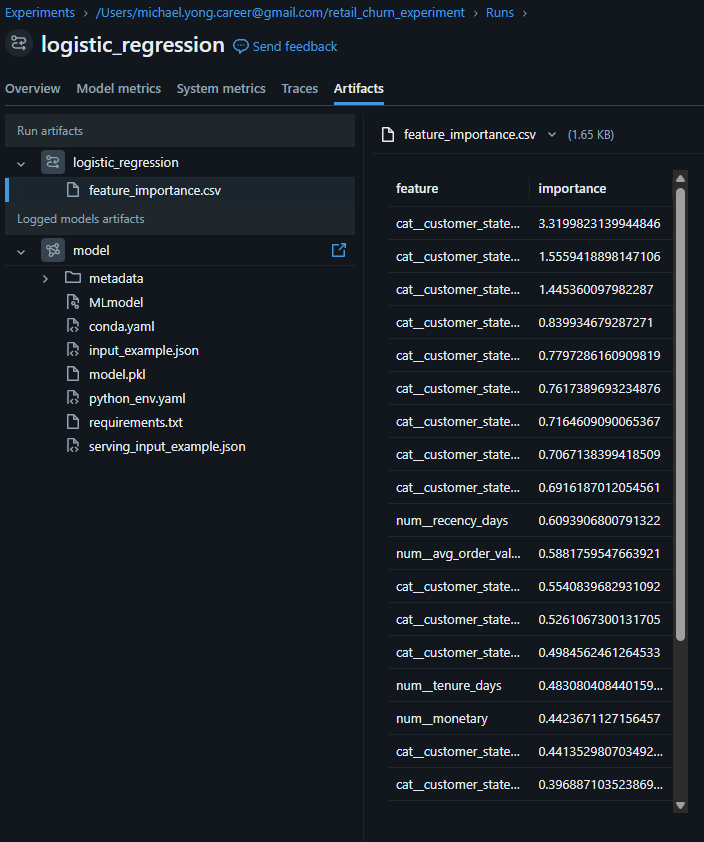 Experiments > /Users/michael.yong.career@gmail.com/retail_churn_experiment > Runs >
logistic_regression Send feedback
Overview Model metrics System metrics Traces Artifacts
Run artifacts
logistic_regression
feature_importance.csv
Logged models artifacts
model
metadata
MLmodel
conda.yaml
input_example.json
model.pkl
python_env.yaml
requirements.txt
serving_input_example.json
feature_importance.csv (1.65 KB)
feature importance
cat__customer_state... 3.3199823139944846
cat__customer_state... 1.5559418898147106
cat__customer_state... 1.445360097982287
cat__customer_state... 0.839934679287271
cat__customer_state... 0.7797286160909819
cat__customer_state... 0.7617389693234876
cat__customer_state... 0.7164609090065367
cat__customer_state... 0.7067138399418509
cat__customer_state... 0.6916187012054561
num__recency_days 0.6093906800791322
num__avg_order_val... 0.5881759547663921
cat__customer_state... 0.5540839682931092
cat__customer_state... 0.5261067300131705
cat__customer_state... 0.4984562461264533
num__tenure_days 0.483080408440159...
num__monetary 0.4423671127156457
cat__customer_state... 0.441352980703492...
cat__customer_state... 0.396887103523869...